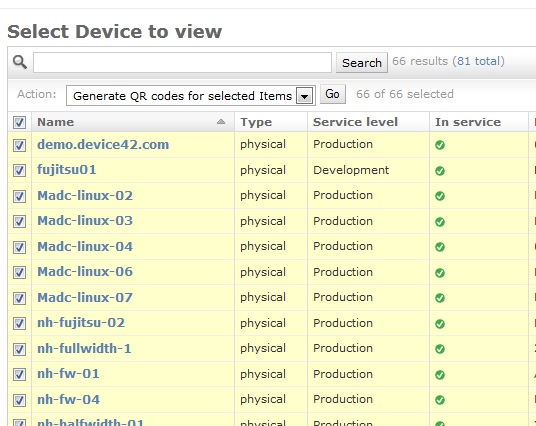 Select Device to view
Search 66 results (81 total)
Action: Generate QR codes for selected Items Go 66 of 66 selected
Name Type Service level In service
demo.device42.com physical Production
fujitsu01 physical Development
Madc-linux-02 physical Production
Madc-linux-03 physical Production
Madc-linux-04 physical Production
Madc-linux-06 physical Production
Madc-linux-07 physical Production
nh-fujitsu-02 physical Production
nh-fullwidth-1 physical Production
nh-fw-01 physical Production
nh-fw-04 physical Production
nh-halfwidth-01 physical Production